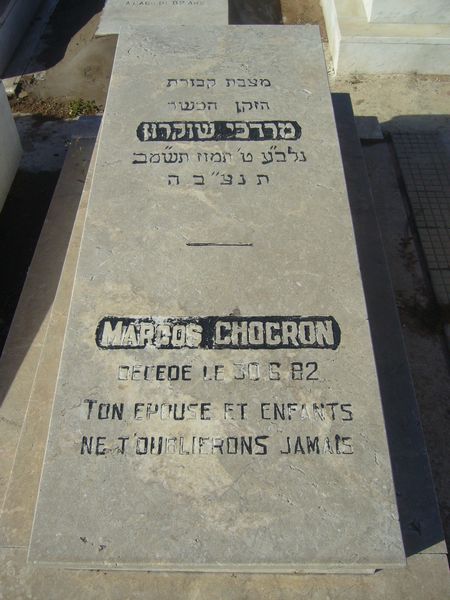 מצבת קבורת
הזקן הכשר
מרדכי שוקרון
נלב"ע ט' תמוז תשמ"ב
ת נ צ " ב ה
MARCOS CHOCRON
DECEDE LE 30 6 82
TON EPOUSE ET ENFANTS
NE T'OUBLIERONS JAMAIS